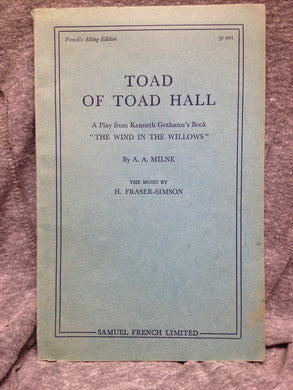 French's Acting Edition 5s net.
TOAD
OF TOAD HALL
A Play from Kenneth Grahame's Book
"THE WIND IN THE WILLOWS"
By A. A. MILNE
THE MUSIC BY
H. FRASER-SIMSON
SAMUEL FRENCH LIMITED